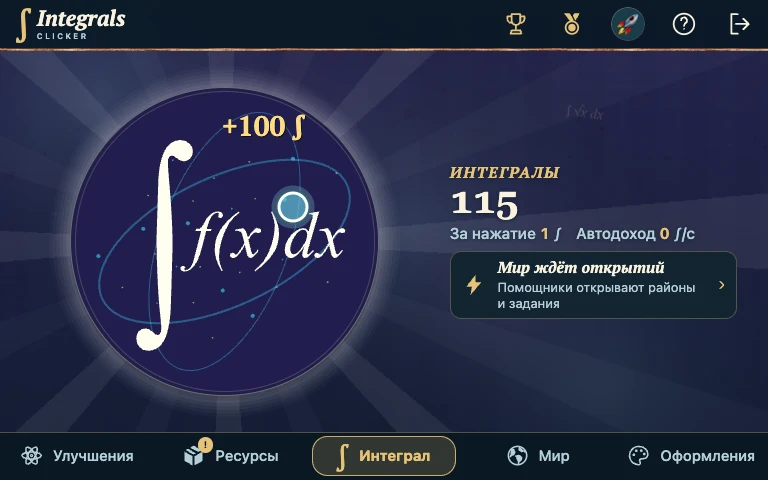 ∫ Integrals
CLICKER
∫ √x dx
+100 ∫
∫ f(x)dx
ИНТЕГРАЛЫ
115
За нажатие 1 ∫ Автодоход 0 ∫/с
Мир ждёт открытий
Помощники открывают районы
и задания
Улучшения
! Ресурсы
∫ Интеграл
Мир
Оформления